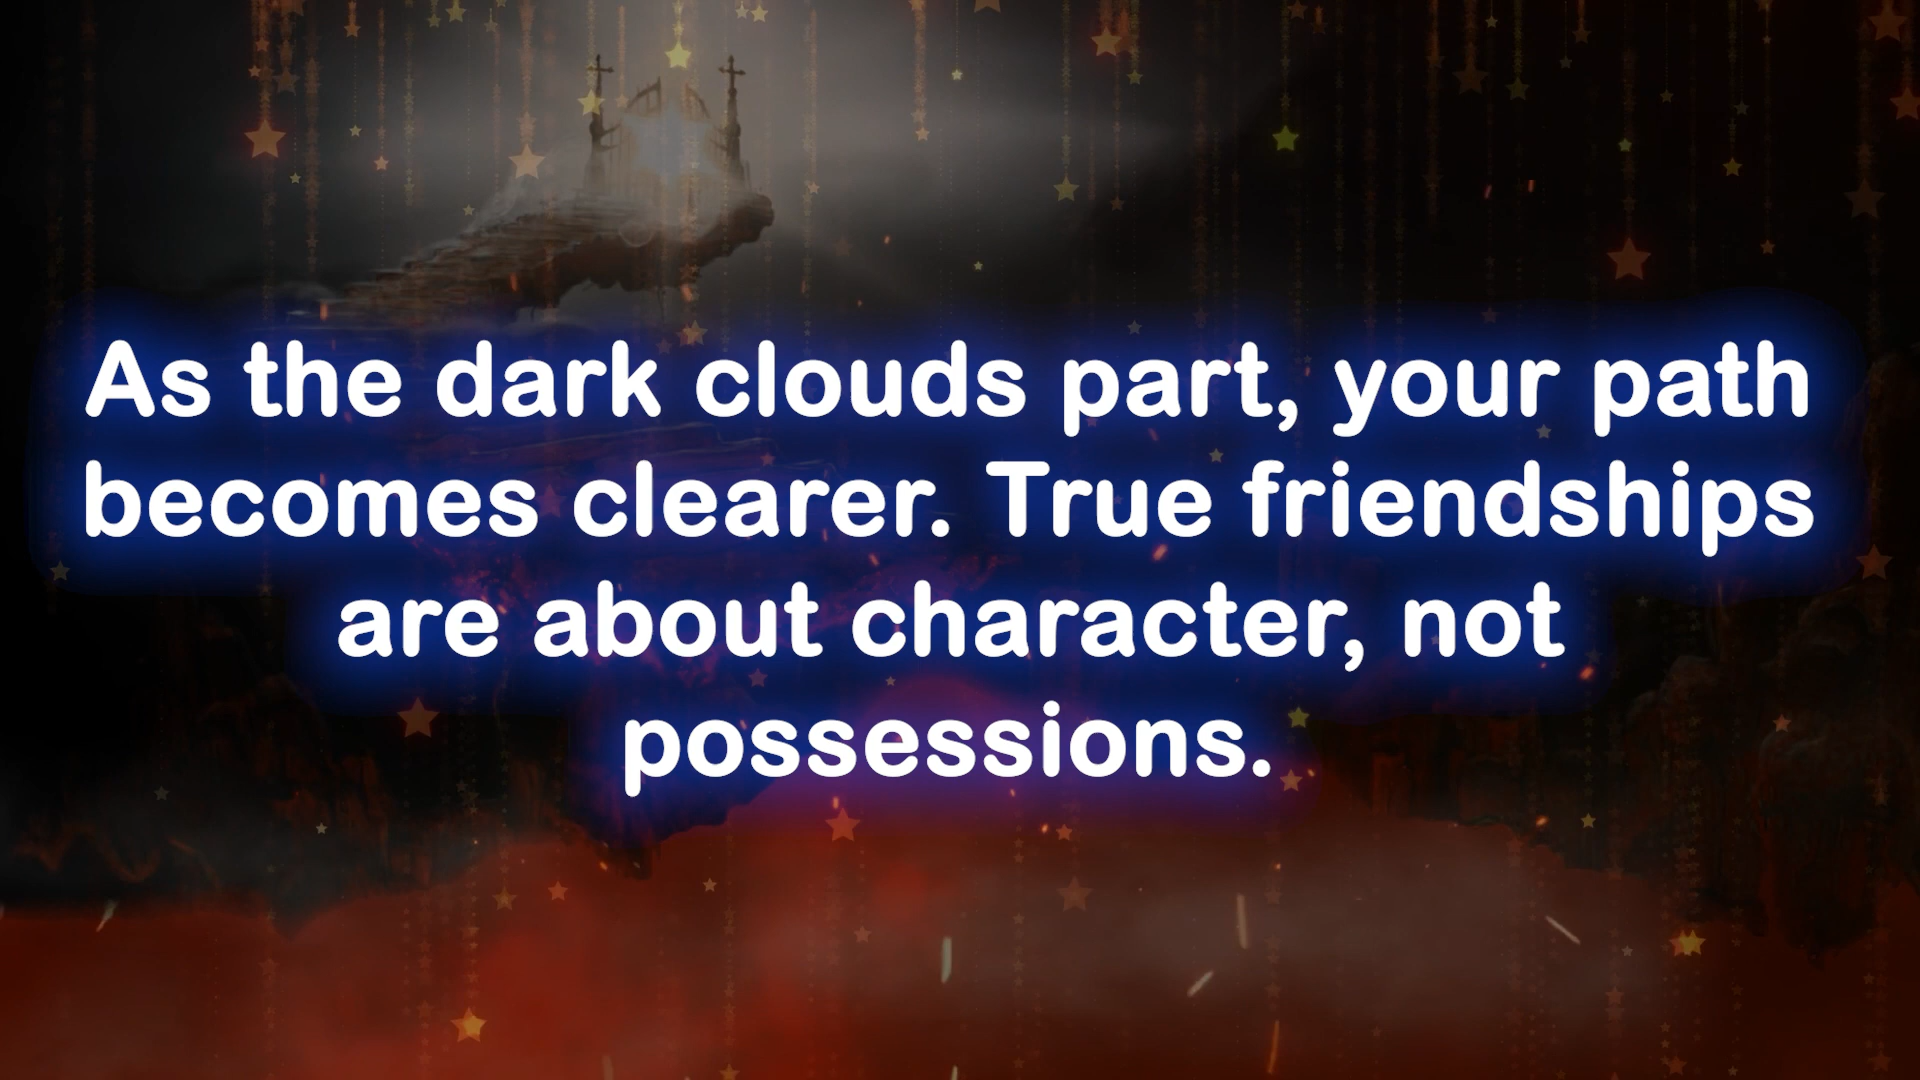 As the dark clouds part, your path
becomes clearer. True friendships
are about character, not
possessions.